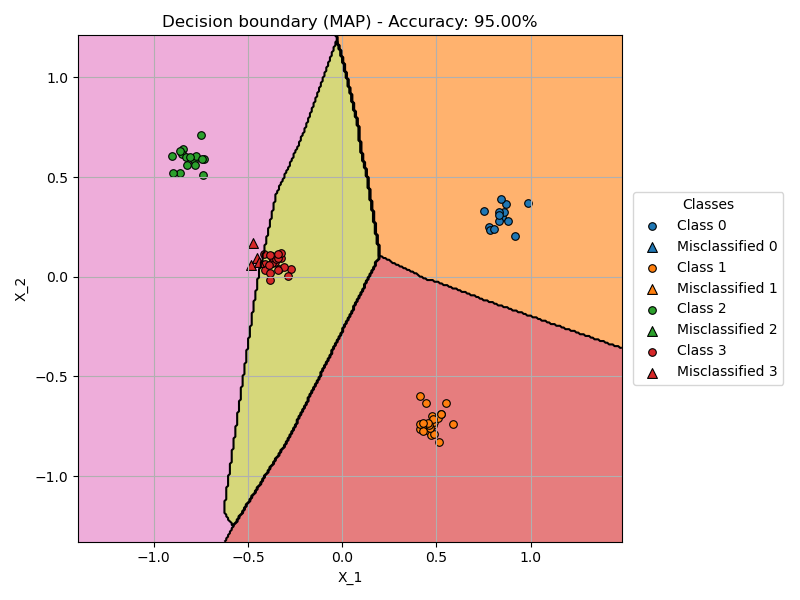 Decision boundary (MAP) - Accuracy: 95.00%
1.0
0.5
0.0
−0.5
−1.0
X_2
−1.0
−0.5
0.0
0.5
1.0
X_1
Classes
Class 0
Misclassified 0
Class 1
Misclassified 1
Class 2
Misclassified 2
Class 3
Misclassified 3